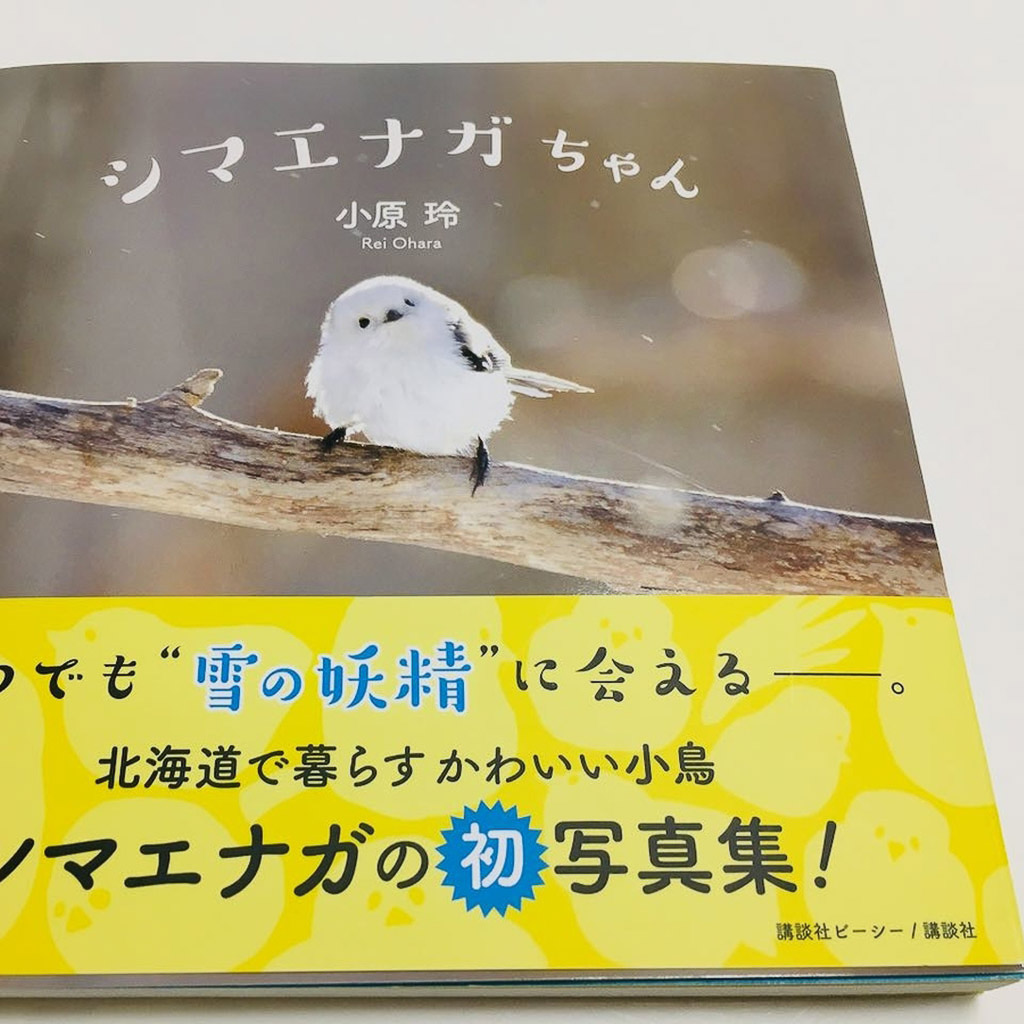 シマエナガちゃん
小原 玲
Rei Ohara
つでも“雪の妖精”に会える――。
北海道で暮らすかわいい小鳥
シマエナガの初写真集!
講談社ビーシー/講談社